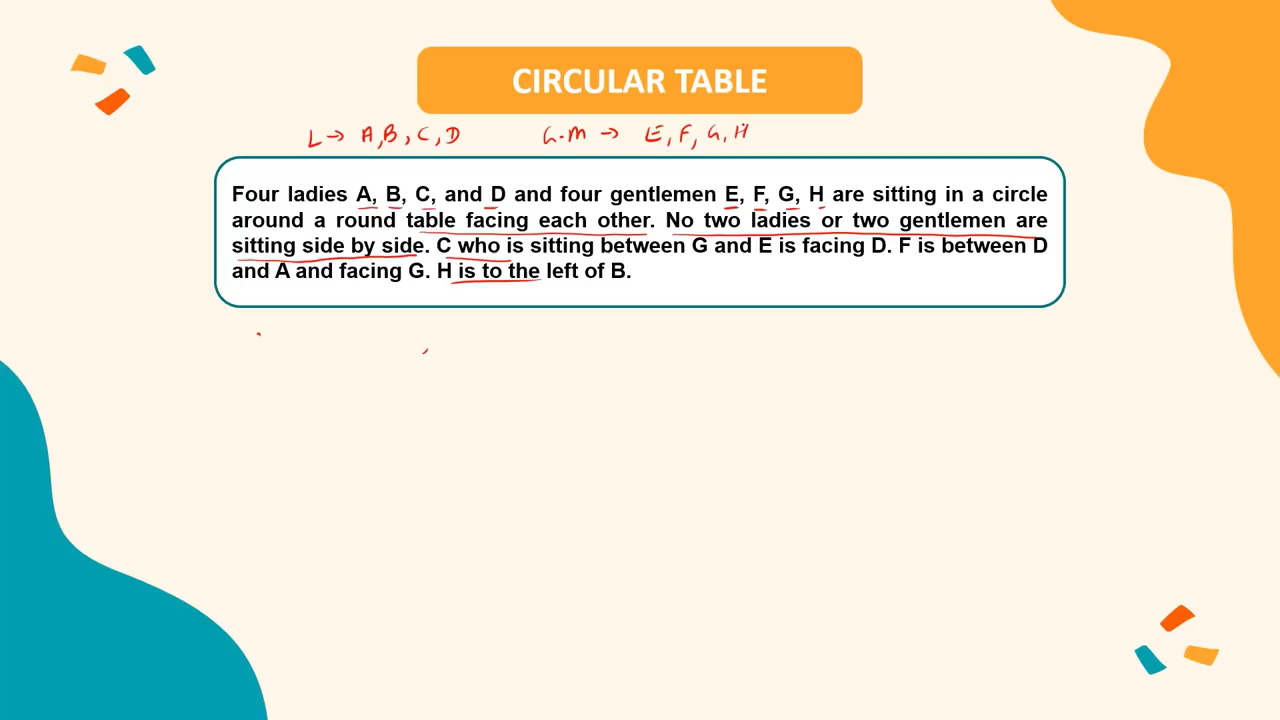 CIRCULAR TABLE
L → A, B, C, D G.M → E, F, G, H
Four ladies A, B, C, and D and four gentlemen E, F, G, H are sitting in a circle
around a round table facing each other. No two ladies or two gentlemen are
sitting side by side. C who is sitting between G and E is facing D. F is between D
and A and facing G. H is to the left of B.